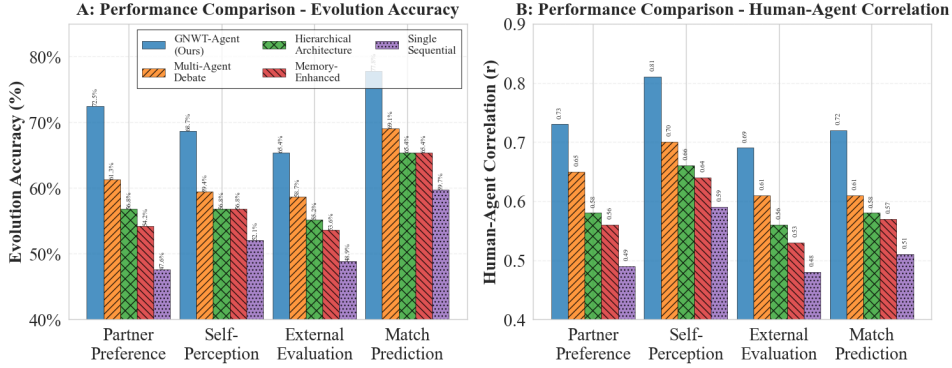 A: Performance Comparison - Evolution Accuracy
Evolution Accuracy (%)
80%
70%
60%
50%
40%
GNWT-Agent
(Ours)
Multi-Agent
Debate
Hierarchical
Architecture
Memory-
Enhanced
Single
Sequential
72.5%
61.3%
56.8%
54.2%
47.6%
68.7%
59.4%
56.8%
56.8%
52.1%
65.4%
58.7%
55.2%
53.6%
48.9%
69.1%
65.4%
65.4%
59.7%
Partner
Preference
Self-
Perception
External
Evaluation
Match
Prediction
B: Performance Comparison - Human-Agent Correlation
Human-Agent Correlation (r)
0.9
0.8
0.7
0.6
0.5
0.4
0.73
0.65
0.58
0.56
0.49
0.81
0.70
0.66
0.64
0.59
0.69
0.61
0.56
0.53
0.48
0.72
0.61
0.58
0.57
0.51
Partner
Preference
Self-
Perception
External
Evaluation
Match
Prediction